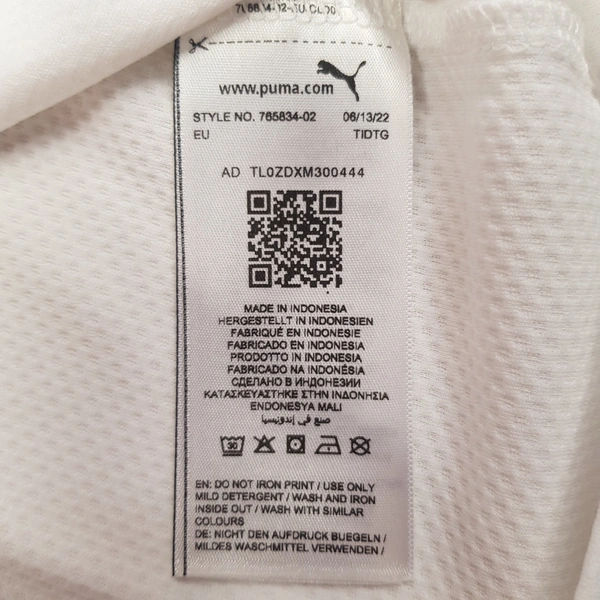 www.puma.com
STYLE NO. 765834-02 06/13/22
EU TIDTG
AD TL0ZDXM300444
MADE IN INDONESIA
HERGESTELLT IN INDONESIEN
FABRIQUÉ EN INDONESIE
FABRICADO EN INDONESIA
PRODOTTO IN INDONESIA
FABRICADO NA INDONÉSIA
СДЕЛАНО В ИНДОНЕЗИИ
ΚΑΤΑΣΚΕΥΑΣΤΗΚΕ ΣΤΗΝ ΙΝΔΟΝΗΣΙΑ
ENDONESYA MALI
صنع في إندونيسيا
EN: DO NOT IRON PRINT / USE ONLY
MILD DETERGENT / WASH AND IRON
INSIDE OUT / WASH WITH SIMILAR
COLOURS
DE: NICHT DEN AUFDRUCK BUEGELN /
MILDES WASCHMITTEL VERWENDEN /